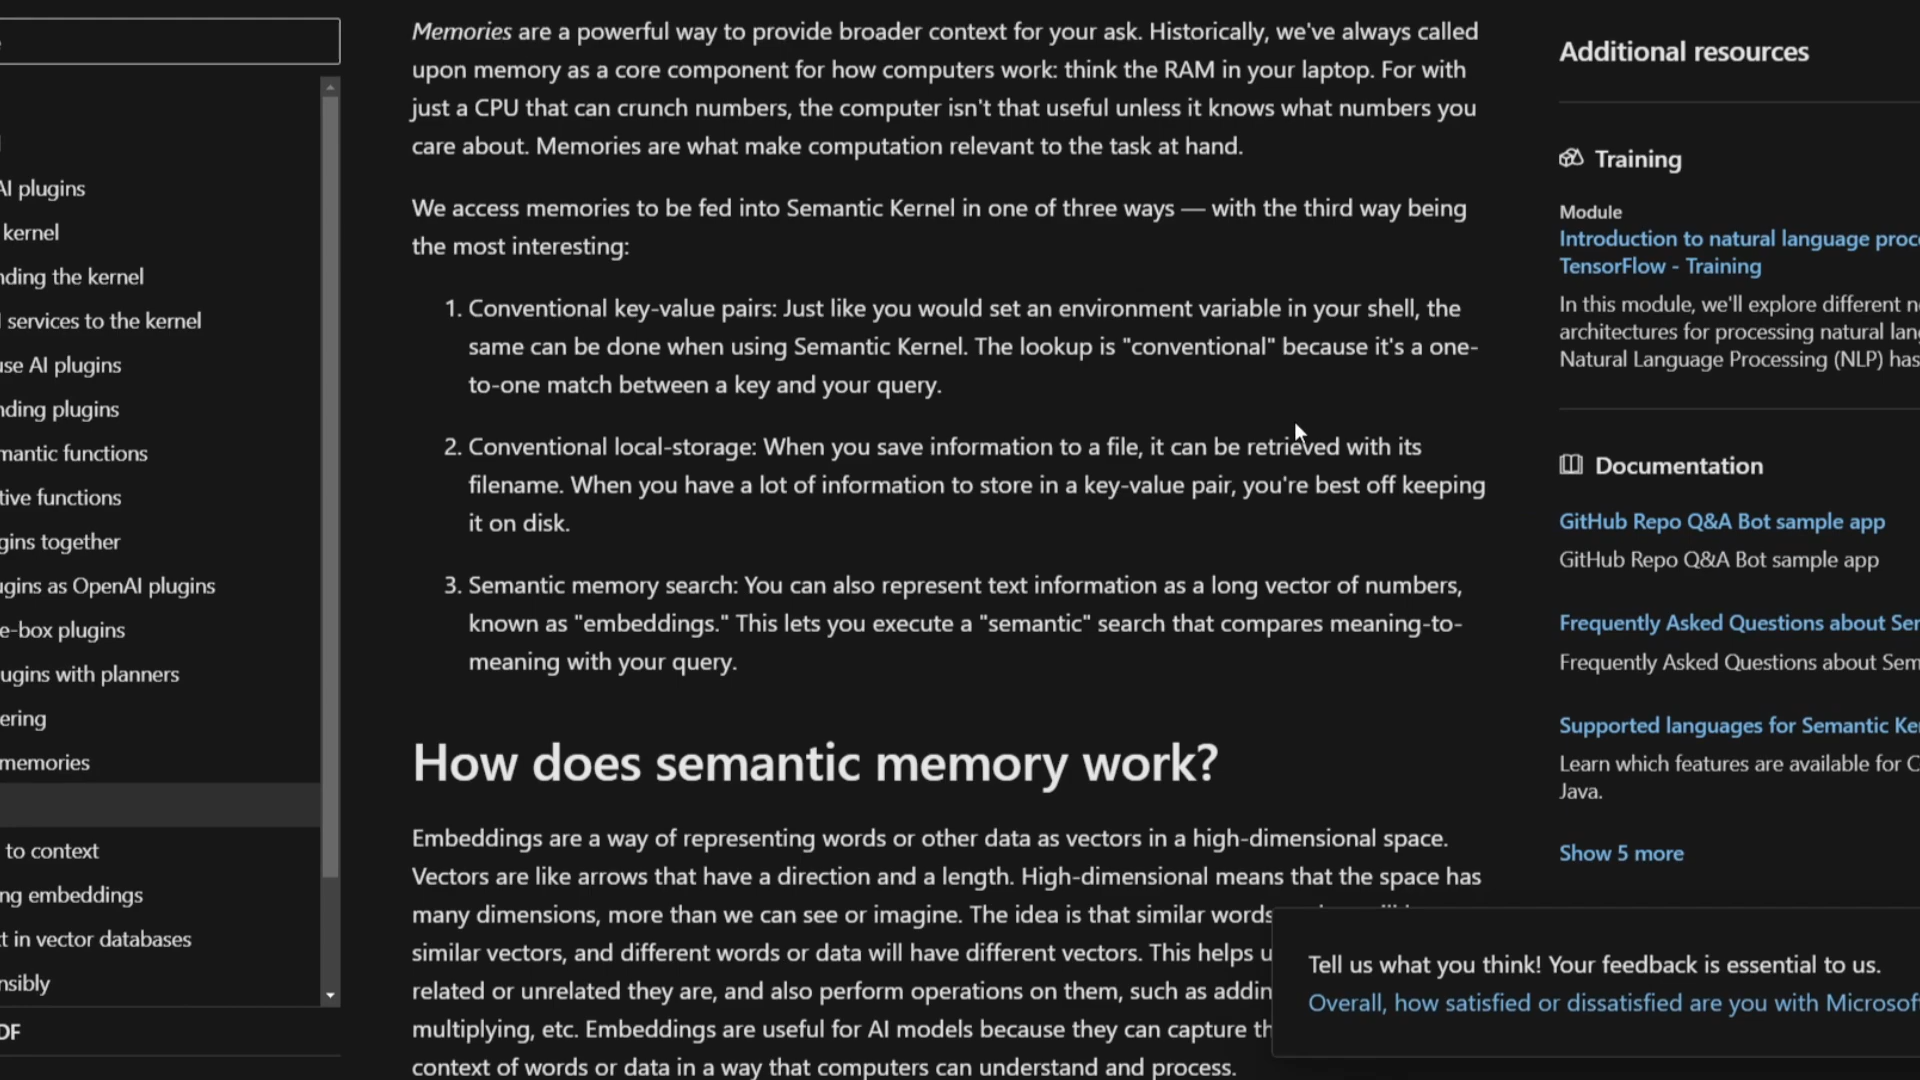 Memories are a powerful way to provide broader context for your ask. Historically, we've always called
upon memory as a core component for how computers work: think the RAM in your laptop. For with
just a CPU that can crunch numbers, the computer isn't that useful unless it knows what numbers you
care about. Memories are what make computation relevant to the task at hand.
We access memories to be fed into Semantic Kernel in one of three ways — with the third way being
the most interesting:
1. Conventional key-value pairs: Just like you would set an environment variable in your shell, the
same can be done when using Semantic Kernel. The lookup is "conventional" because it's a one-
to-one match between a key and your query.
2. Conventional local-storage: When you save information to a file, it can be retrieved with its
filename. When you have a lot of information to store in a key-value pair, you're best off keeping
it on disk.
3. Semantic memory search: You can also represent text information as a long vector of numbers,
known as "embeddings." This lets you execute a "semantic" search that compares meaning-to-
meaning with your query.
How does semantic memory work?
Embeddings are a way of representing words or other data as vectors in a high-dimensional space.
Vectors are like arrows that have a direction and a length. High-dimensional means that the space has
many dimensions, more than we can see or imagine. The idea is that similar words
similar vectors, and different words or data will have different vectors. This helps u
related or unrelated they are, and also perform operations on them, such as addin
multiplying, etc. Embeddings are useful for AI models because they can capture th
context of words or data in a way that computers can understand and process.
AI plugins
kernel
nding the kernel
services to the kernel
use AI plugins
nding plugins
mantic functions
tive functions
gins together
ugins as OpenAI plugins
e-box plugins
ugins with planners
ering
memories
to context
ng embeddings
t in vector databases
nsibly
DF
Additional resources
Training
Module
Introduction to natural language proc
TensorFlow - Training
In this module, we'll explore different n
architectures for processing natural lan
Natural Language Processing (NLP) has
Documentation
GitHub Repo Q&A Bot sample app
GitHub Repo Q&A Bot sample app
Frequently Asked Questions about Ser
Frequently Asked Questions about Sem
Supported languages for Semantic Ke
Learn which features are available for C
Java.
Show 5 more
Tell us what you think! Your feedback is essential to us.
Overall, how satisfied or dissatisfied are you with Microsoft